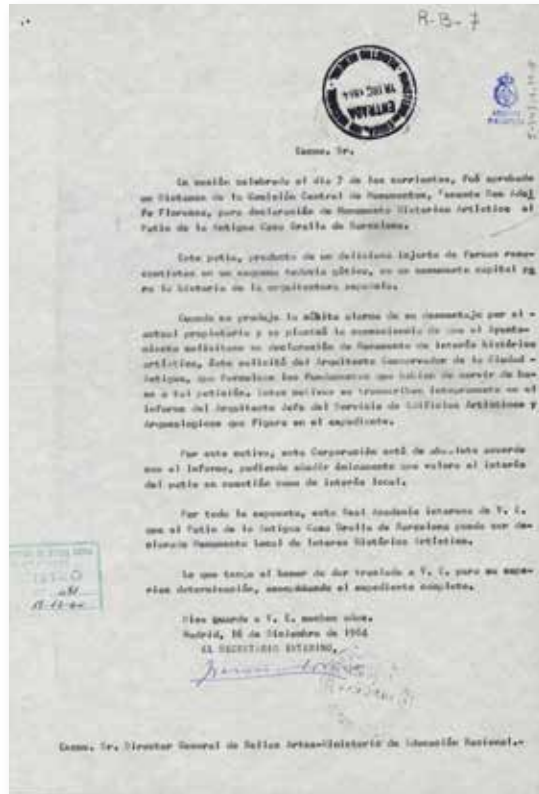 R-B-7
ENTRADA
Excmo. Sr.
En sesión celebrada el día 7 de los corrientes, fué aprobado
un Dictamen de la Comisión Central de Monumentos, Ponente Don Adol
fo Florensa, para declaración de Monumento Histórico Artístico el
Patio de la Antigua Casa Gralla de Barcelona.
Este patio, producto de un delicioso injerto de formas rena-
centistas en un esquema gótico, es un monumento capital pa
ra la historia de la arquitectura española.
Cuando se produjo la súbita alarma de su desmontaje por el -
actual propietario y se planteó la conveniencia de que el Ayunta-
miento solicitase su declaración de Monumento de interés histórico
artístico, éste solicitó del Arquitecto Conservador de la Ciudad -
Antigua, que formulase los fundamentos que habían de servir de ba-
se a tal petición. Estos motivos se transcriben íntegramente en el
informe del Arquitecto Jefe del Servicio de Edificios Artísticos y
Arqueológicos que figura en el expediente.
Por este motivo, esta Corporación está de absoluto acuerdo
con el informe, pudiendo añadir únicamente que valora el interés
del patio en cuestión como de interés local.
Por todo lo expuesto, esta Real Academia interesa de V. E.
que el Patio de la Antigua Casa Gralla de Barcelona pueda ser de-
clarado Monumento local de Interés Histórico Artístico.
Lo que tengo el honor de dar traslado a V. E. para su supe-
rior determinación, acompañando el expediente completo.
Dios guarde a V. E. muchos años.
Madrid, 16 de Diciembre de 1964
EL SECRETARIO INTERINO,
Excmo. Sr. Director General de Bellas Artes-Ministerio de Educación Nacional.-